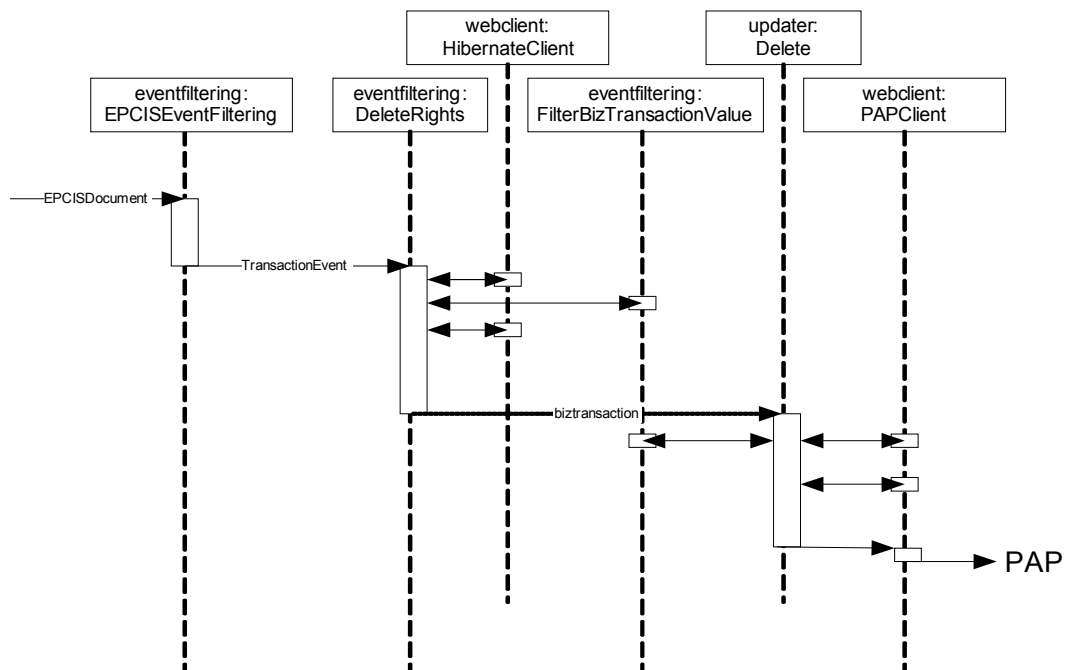 webclient:
HibernateClient
updater:
Delete
eventfiltering:
EPCISEventFiltering
eventfiltering:
DeleteRights
eventfiltering:
FilterBizTransactionValue
webclient:
PAPClient
EPCISDocument
TransactionEvent
biztransaction
PAP